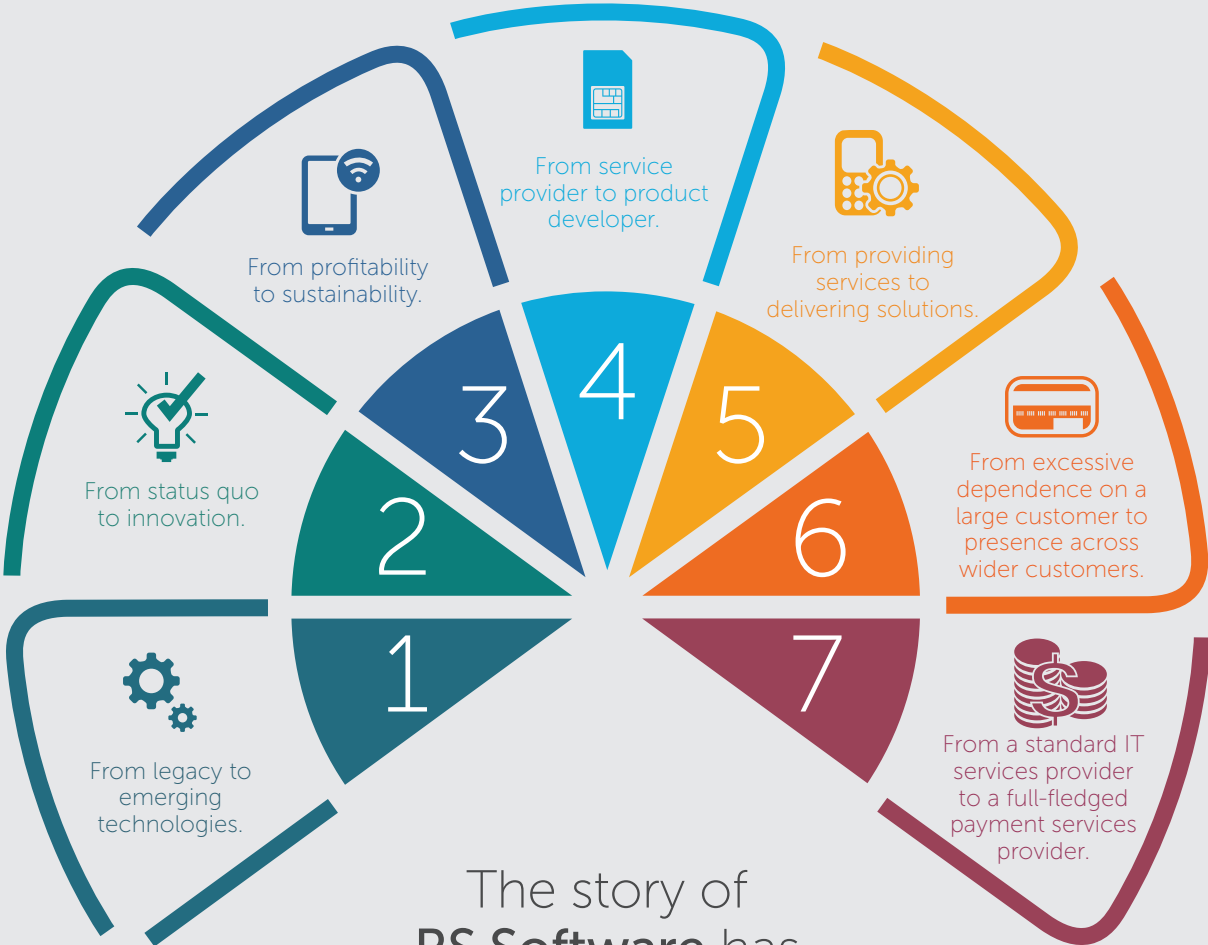 1
From legacy to
emerging
technologies.
2
From status quo
to innovation.
3
From profitability
to sustainability.
4
From service
provider to product
developer.
5
From providing
services to
delivering solutions.
6
From excessive
dependence on a
large customer to
presence across
wider customers.
7
From a standard IT
services provider
to a full-fledged
payment services
provider.
The story of
RS Software has